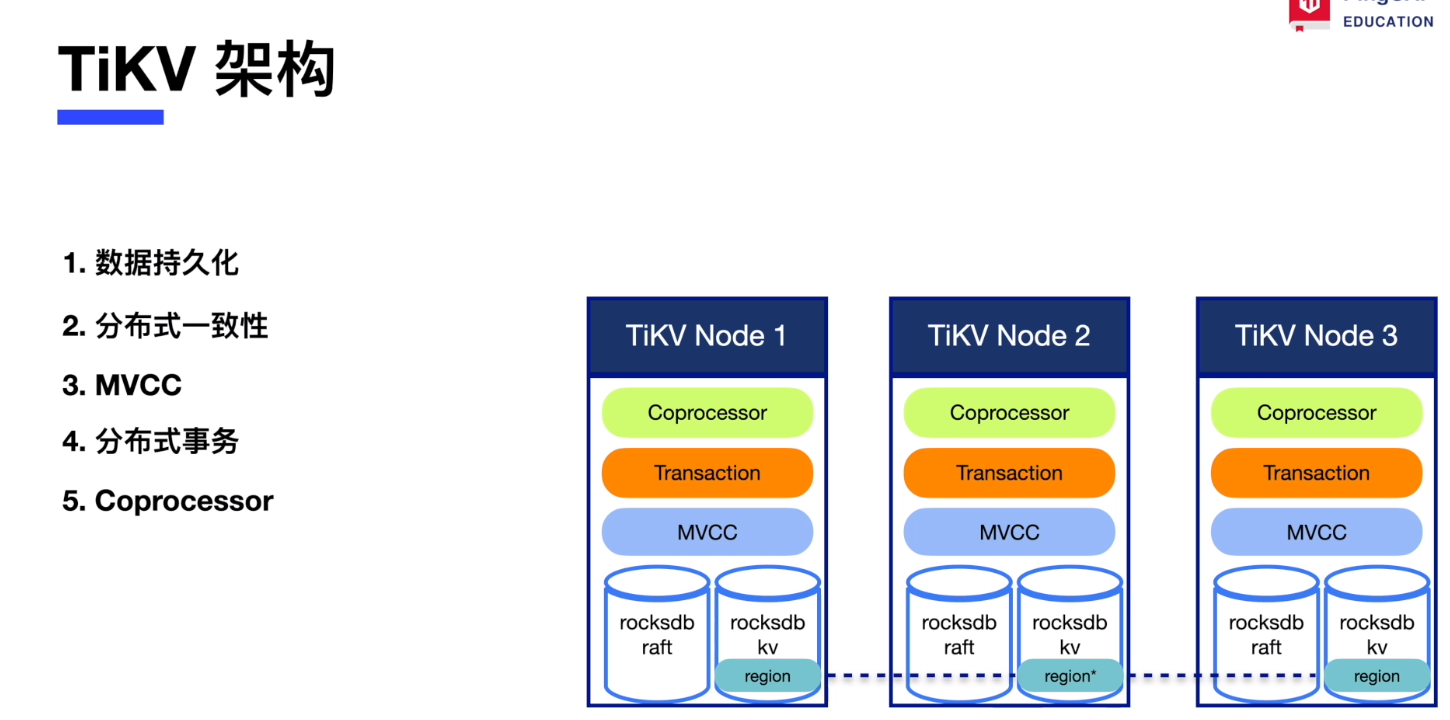 EDUCATION
TiKV 架构
1. 数据持久化
2. 分布式一致性
3. MVCC
4. 分布式事务
5. Coprocessor
TiKV Node 1
Coprocessor
Transaction
MVCC
rocksdb
raft
rocksdb
kv
region
TiKV Node 2
Coprocessor
Transaction
MVCC
rocksdb
raft
rocksdb
kv
region*
TiKV Node 3
Coprocessor
Transaction
MVCC
rocksdb
raft
rocksdb
kv
region